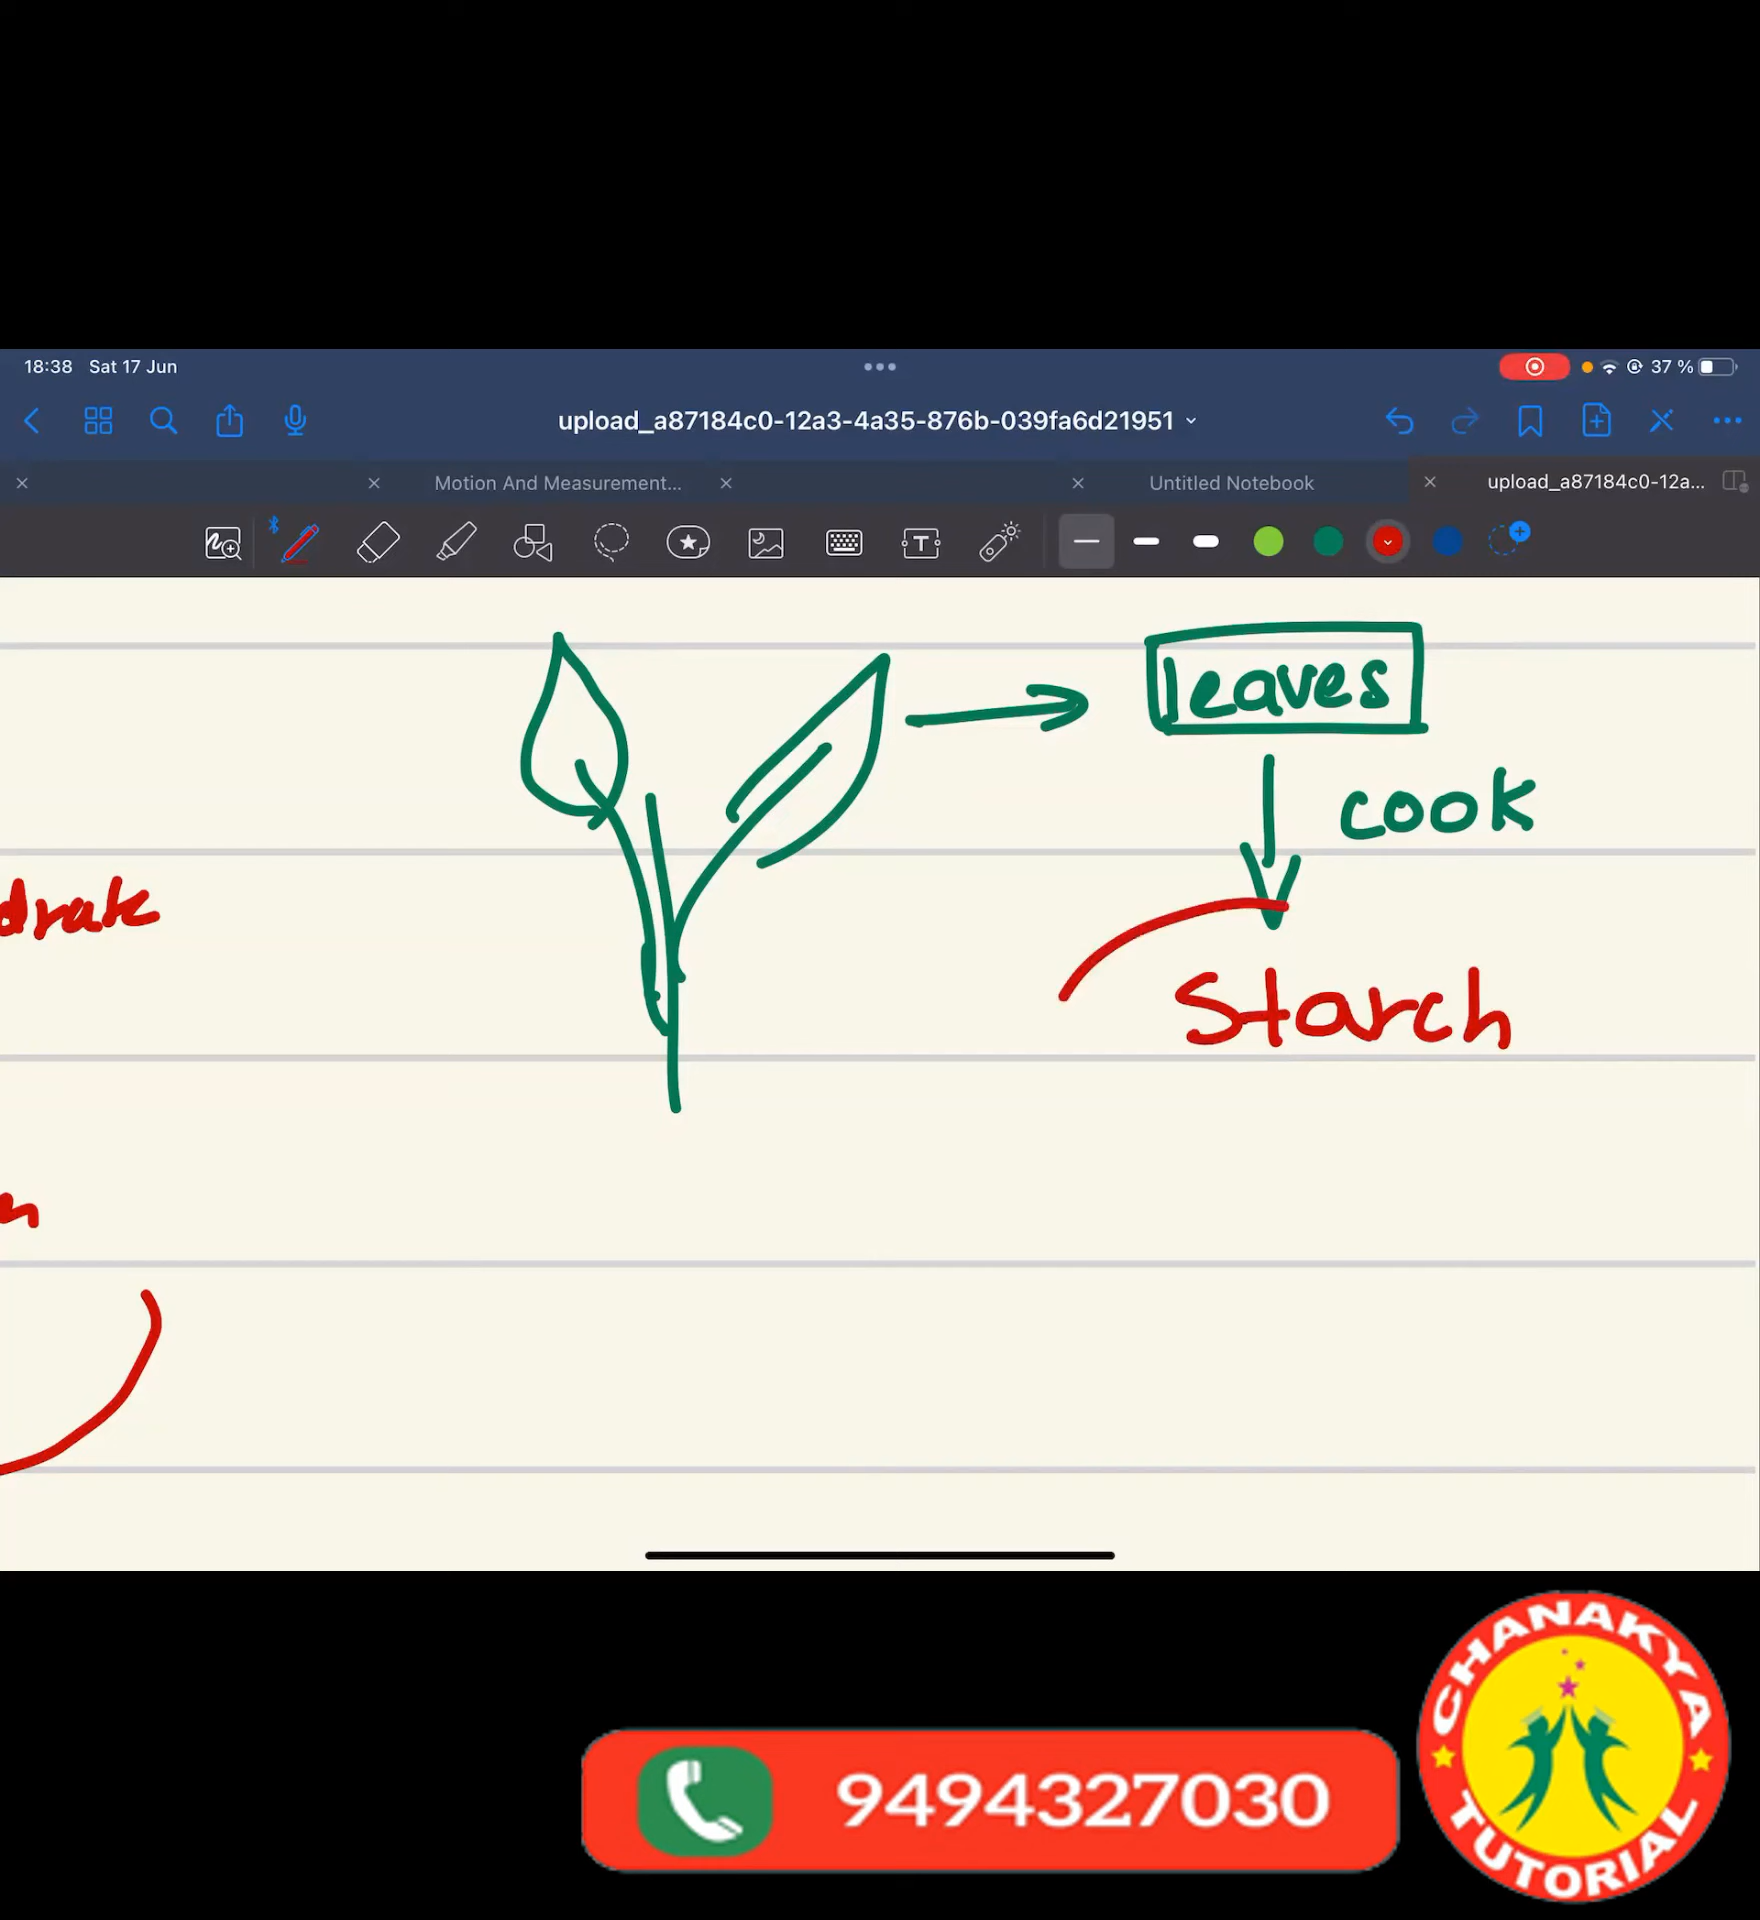 18:38 Sat 17 Jun
37 %
upload_a87184c0-12a3-4a35-876b-039fa6d21951
Motion And Measurement...
Untitled Notebook
upload_a87184c0-12a...
T
leaves
cook
drate
Starch
9494327030
CHANAKYA
TUTORIAL